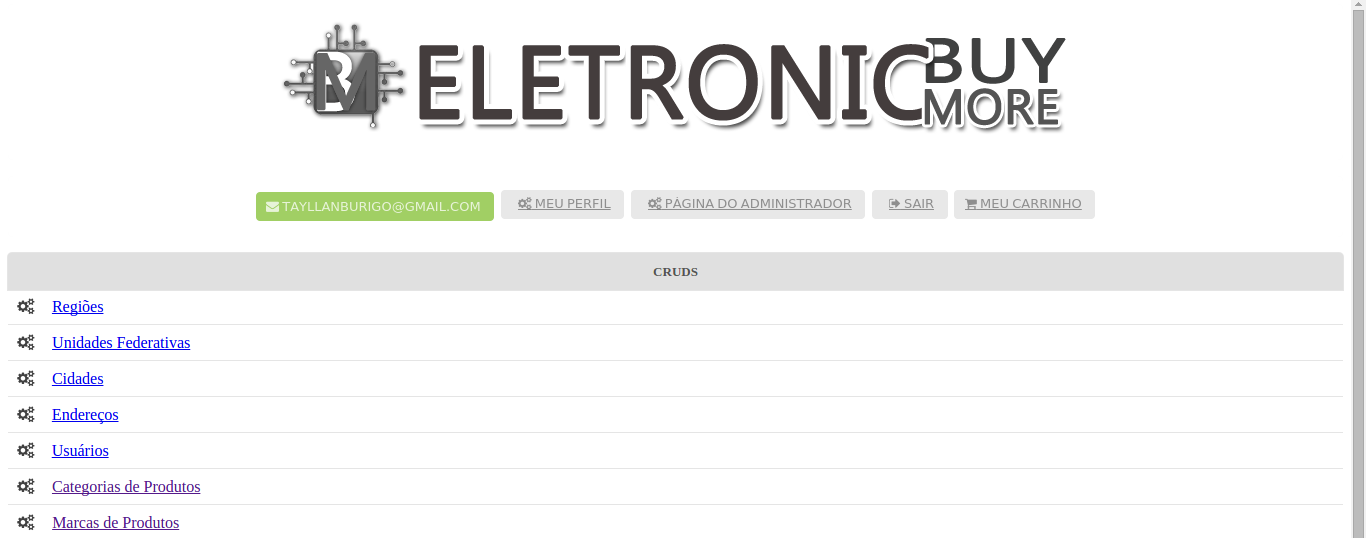 BM ELETRONIC BUY
MORE
TAYLLANBURIGO@GMAIL.COM MEU PERFIL PÁGINA DO ADMINISTRADOR SAIR MEU CARRINHO
CRUDS
Regiões
Unidades Federativas
Cidades
Endereços
Usuários
Categorias de Produtos
Marcas de Produtos